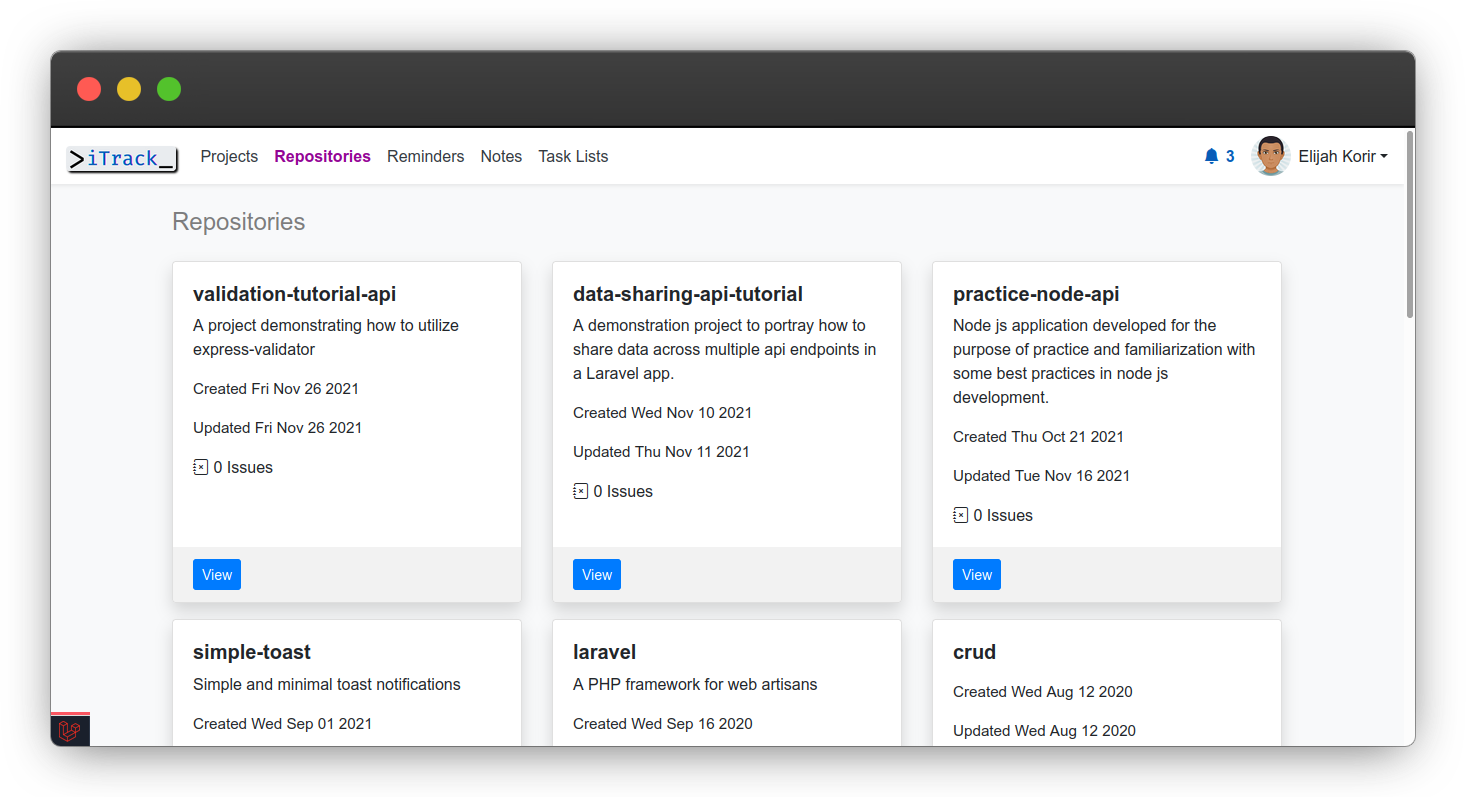 >iTrack_ Projects Repositories Reminders Notes Task Lists 3 Elijah Korir
Repositories
validation-tutorial-api
A project demonstrating how to utilize
express-validator
Created Fri Nov 26 2021
Updated Fri Nov 26 2021
0 Issues
View
data-sharing-api-tutorial
A demonstration project to portray how to
share data across multiple api endpoints in
a Laravel app.
Created Wed Nov 10 2021
Updated Thu Nov 11 2021
0 Issues
View
practice-node-api
Node js application developed for the
purpose of practice and familiarization with
some best practices in node js
development.
Created Thu Oct 21 2021
Updated Tue Nov 16 2021
0 Issues
View
simple-toast
Simple and minimal toast notifications
Created Wed Sep 01 2021
laravel
A PHP framework for web artisans
Created Wed Sep 16 2020
crud
Created Wed Aug 12 2020
Updated Wed Aug 12 2020